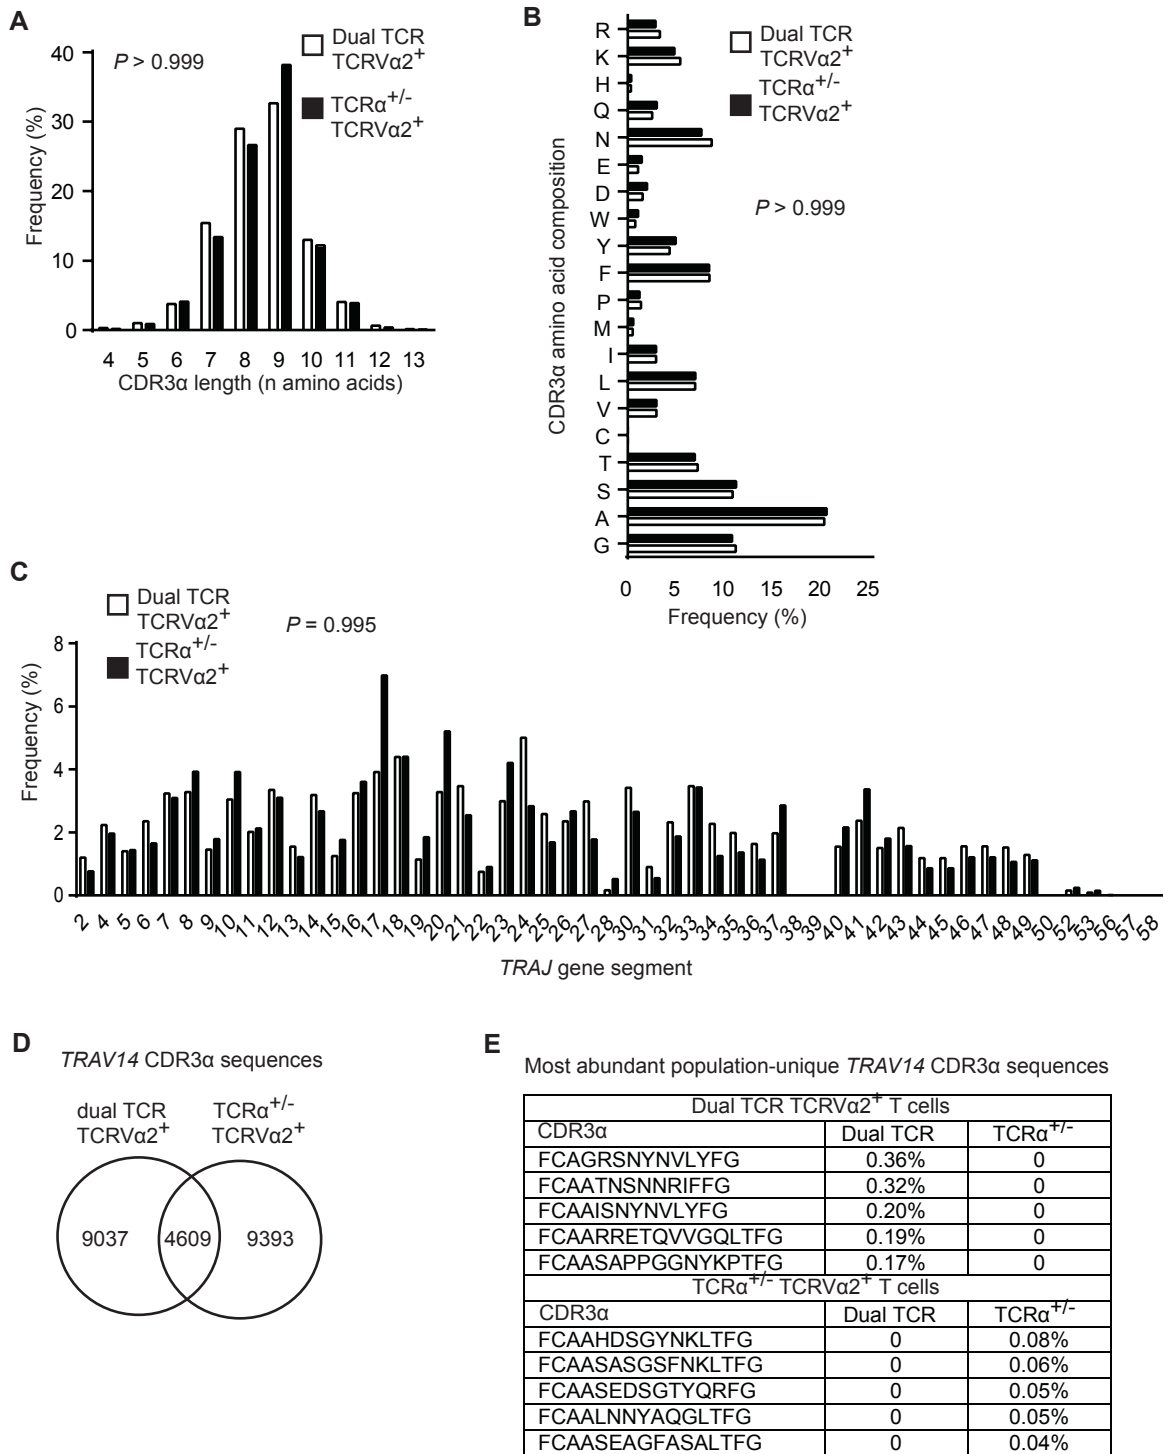 A
P > 0.999
Dual TCR
TCRVα2+
TCRα+/-
TCRVα2+
Frequency (%)
40
30
20
10
0
4 5 6 7 8 9 10 11 12 13
CDR3α length (n amino acids)
B
Dual TCR
TCRVα2+
TCRα+/-
TCRVα2+
P > 0.999
CDR3α amino acid composition
R
K
H
Q
N
E
D
W
Y
F
P
M
I
L
V
C
T
S
A
G
0 5 10 15 20 25
Frequency (%)
C
Dual TCR
TCRVα2+
TCRα+/-
TCRVα2+
P = 0.995
Frequency (%)
8
6
4
2
0
2 4 5 6 7 8 9 10 11 12 13 14 15 16 17 18 19 20 21 22 23 24 25 26 27 28 30 31 32 33 34 35 36 37 38 39 40 41 42 43 44 45 46 47 48 49 50 52 53 56 57 58
TRAJ gene segment
D
TRAV14 CDR3α sequences
dual TCR
TCRVα2+
TCRα+/-
TCRVα2+
9037 4609 9393
E
Most abundant population-unique TRAV14 CDR3α sequences
Dual TCR TCRVα2+ T cells
CDR3α Dual TCR TCRα+/-
FCAGRSNYNVLYFG 0.36% 0
FCAATNSNNRIFFG 0.32% 0
FCAAISNYNVLYFG 0.20% 0
FCAARRETQVVGQLTFG 0.19% 0
FCAASAPPGGNYKPTFG 0.17% 0
TCRα+/- TCRVα2+ T cells
CDR3α Dual TCR TCRα+/-
FCAAHDSGYNKLTFG 0 0.08%
FCAASASGSFNKLTFG 0 0.06%
FCAASEDSGTYQRFG 0 0.05%
FCAALNNYAQGLTFG 0 0.05%
FCAASEAGFASALTFG 0 0.04%